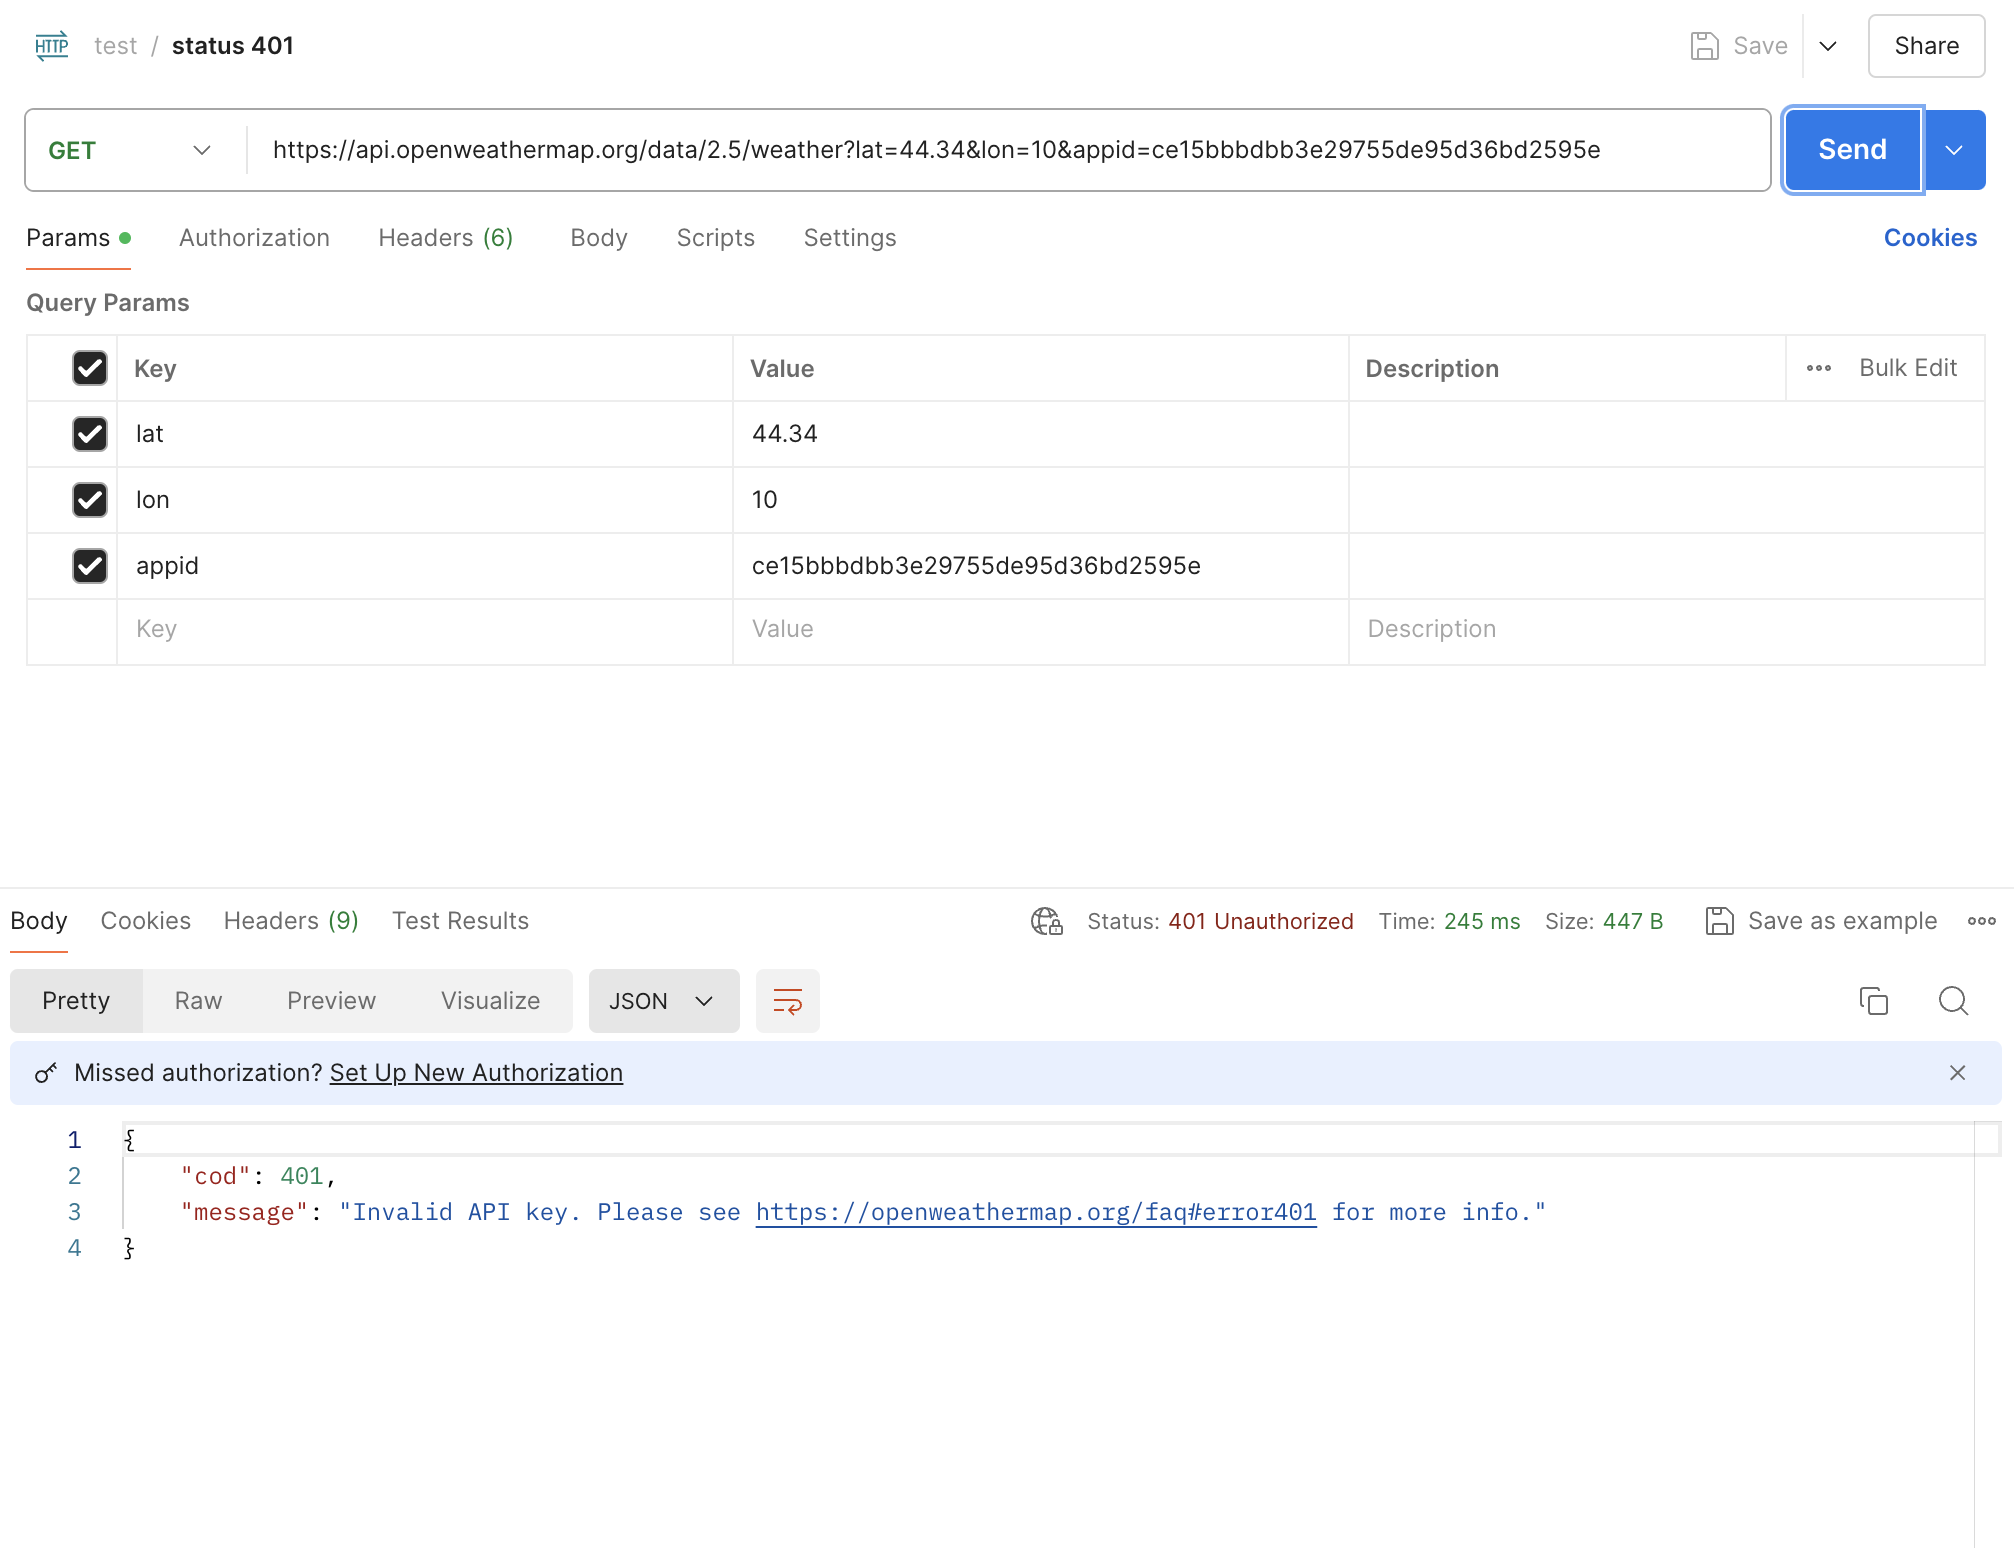 HTTP test / status 401 Save Share
GET https://api.openweathermap.org/data/2.5/weather?lat=44.34&lon=10&appid=ce15bbbdbb3e29755de95d36bd2595e Send
Params Authorization Headers (6) Body Scripts Settings Cookies
Query Params
Key Value Description Bulk Edit
lat 44.34
lon 10
appid ce15bbbdbb3e29755de95d36bd2595e
Key Value Description
Body Cookies Headers (9) Test Results Status: 401 Unauthorized Time: 245 ms Size: 447 B Save as example
Pretty Raw Preview Visualize JSON
Missed authorization? Set Up New Authorization
1 {
2 "cod": 401,
3 "message": "Invalid API key. Please see https://openweathermap.org/faq#error401 for more info."
4 }